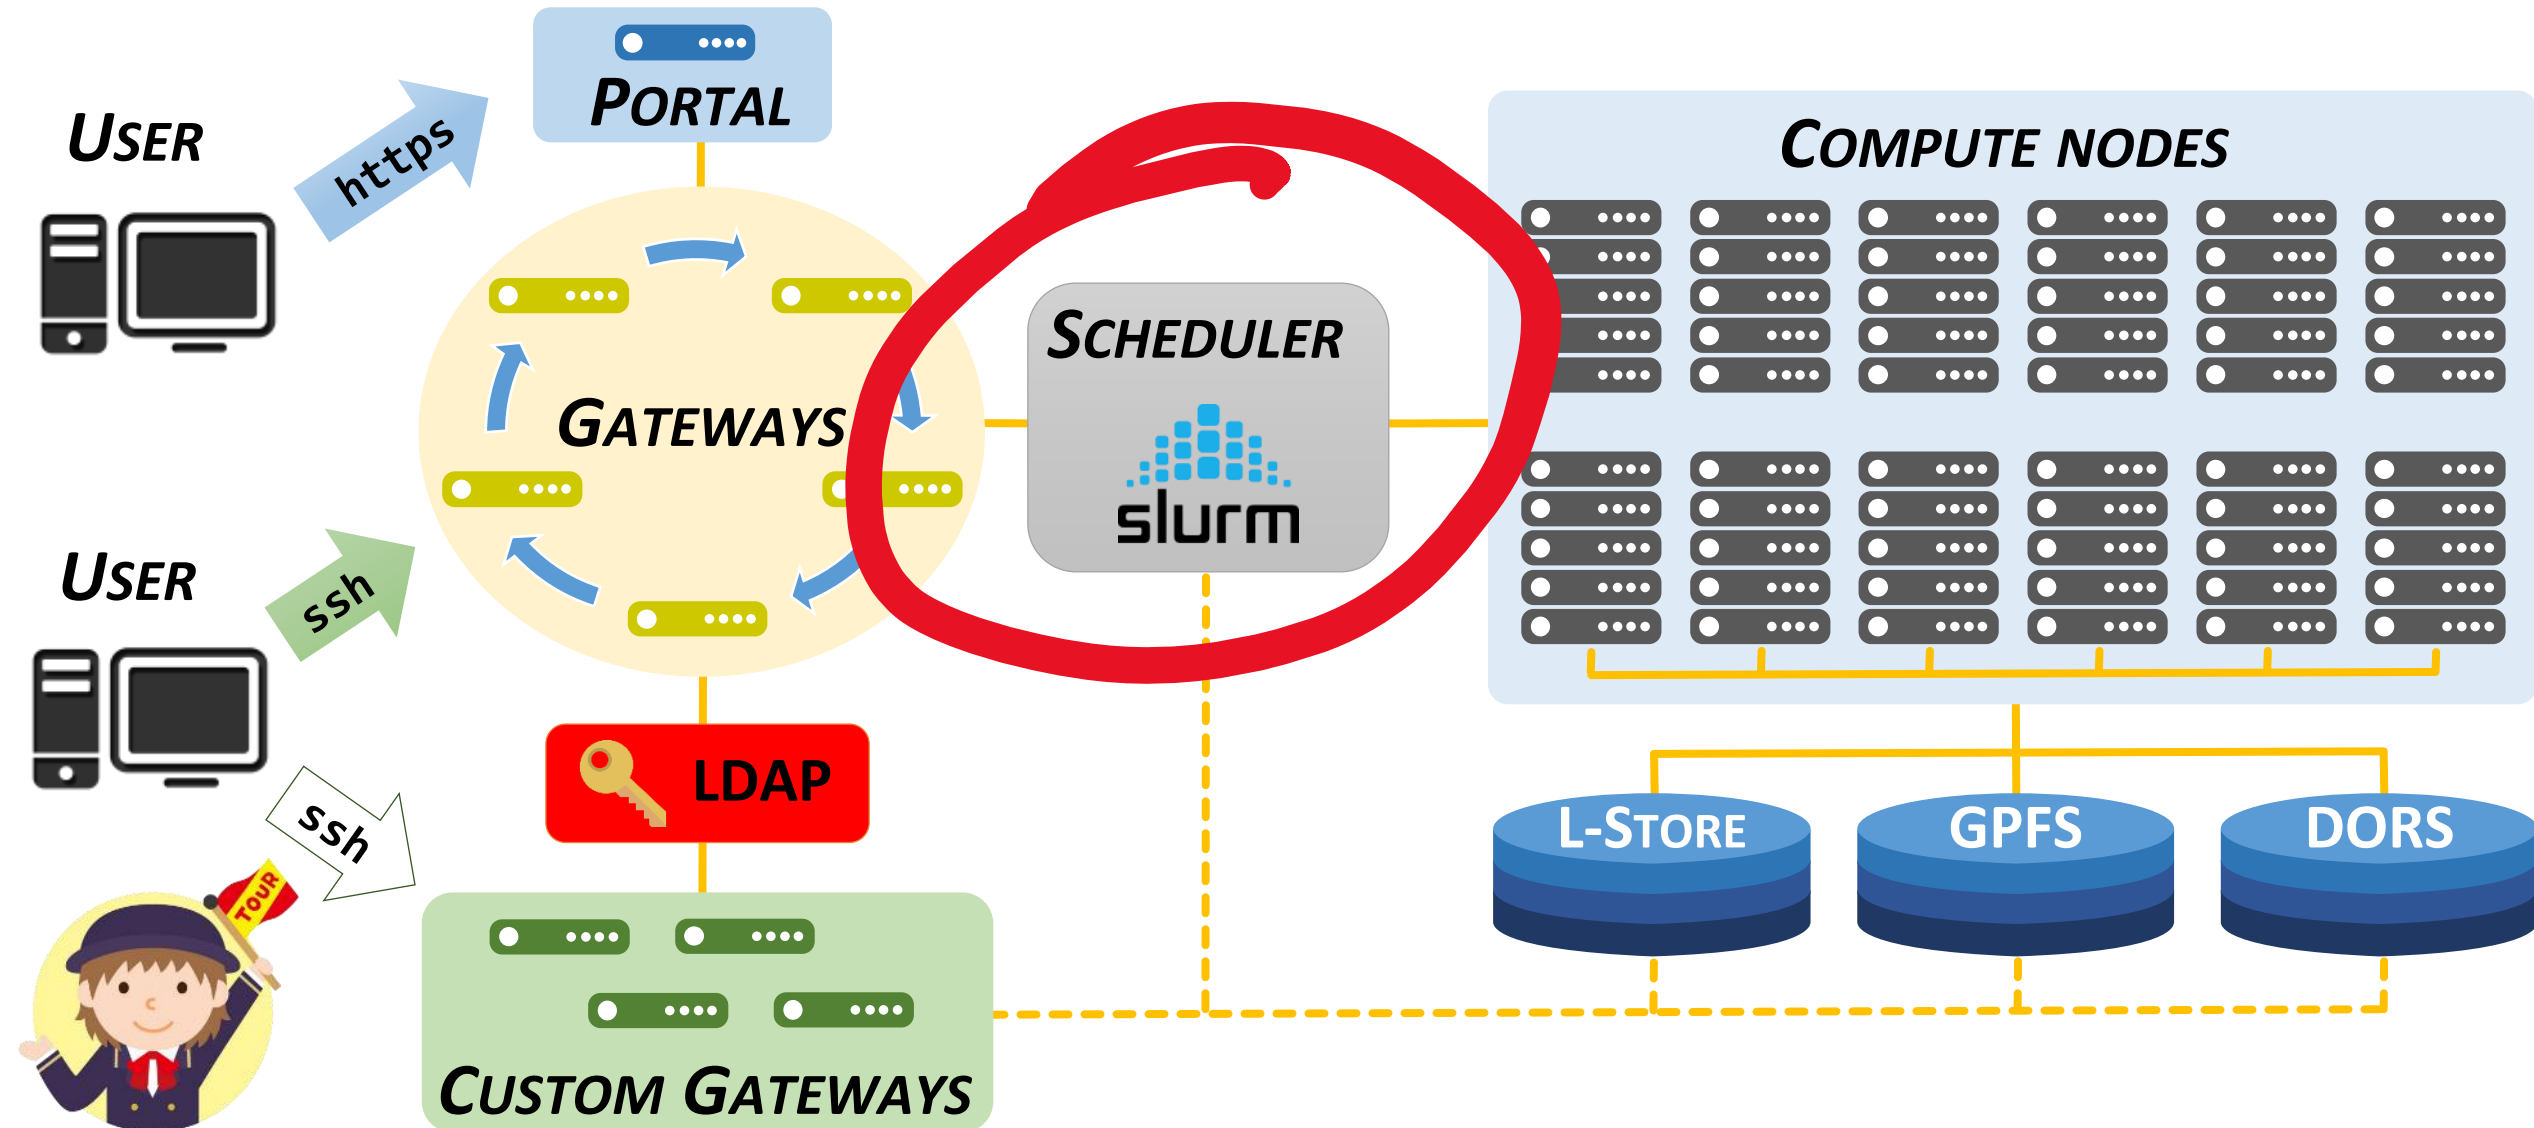 USER
https
PORTAL
GATEWAYS
SCHEDULER
slurm
COMPUTE NODES
USER
ssh
ssh
LDAP
L-STORE
GPFS
DORS
TOUR
CUSTOM GATEWAYS